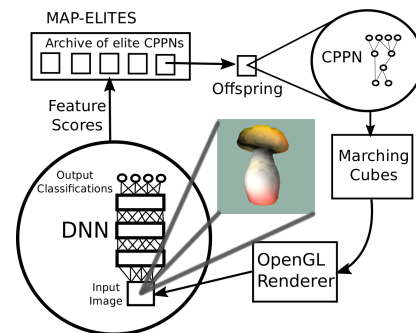 MAP-ELITES
Archive of elite CPPNs
Offspring
CPPN
Marching
Cubes
OpenGL
Renderer
Feature
Scores
Output
Classifications
DNN
Input
Image